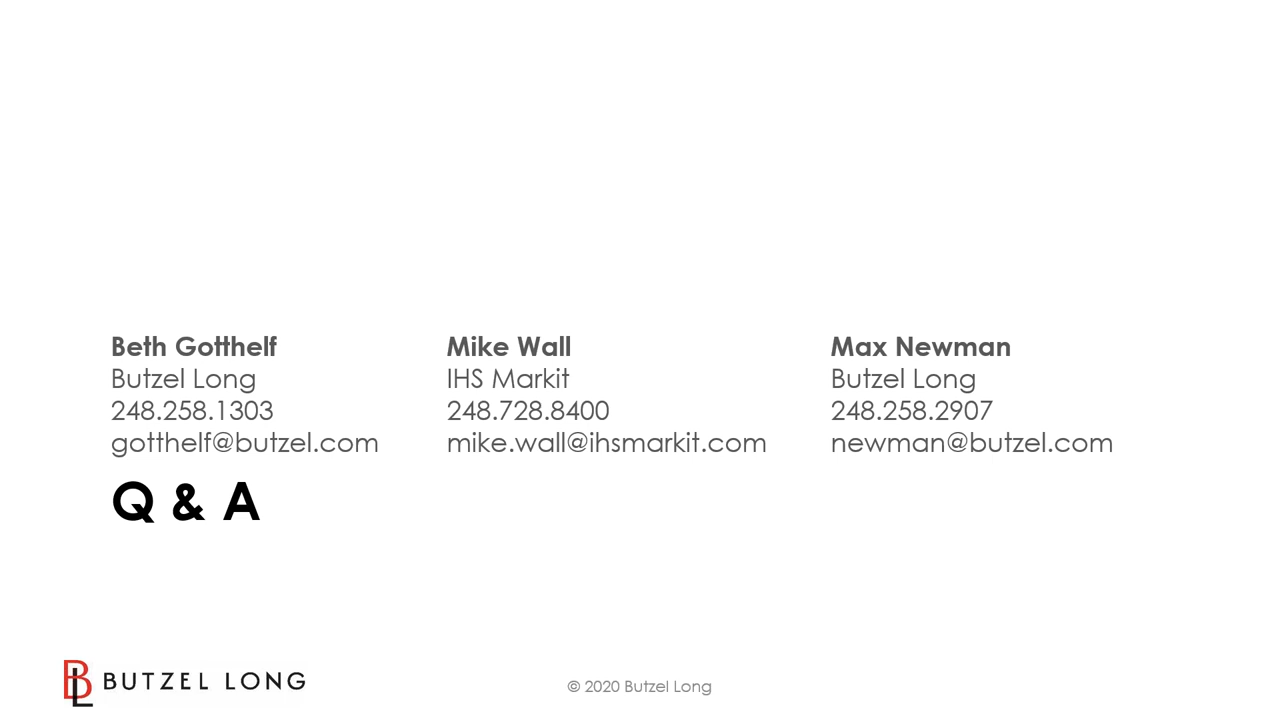 Beth Gotthelf
Butzel Long
248.258.1303
gotthelf@butzel.com
Mike Wall
IHS Markit
248.728.8400
mike.wall@ihsmarkit.com
Max Newman
Butzel Long
248.258.2907
newman@butzel.com
Q & A
BL BUTZEL LONG
© 2020 Butzel Long